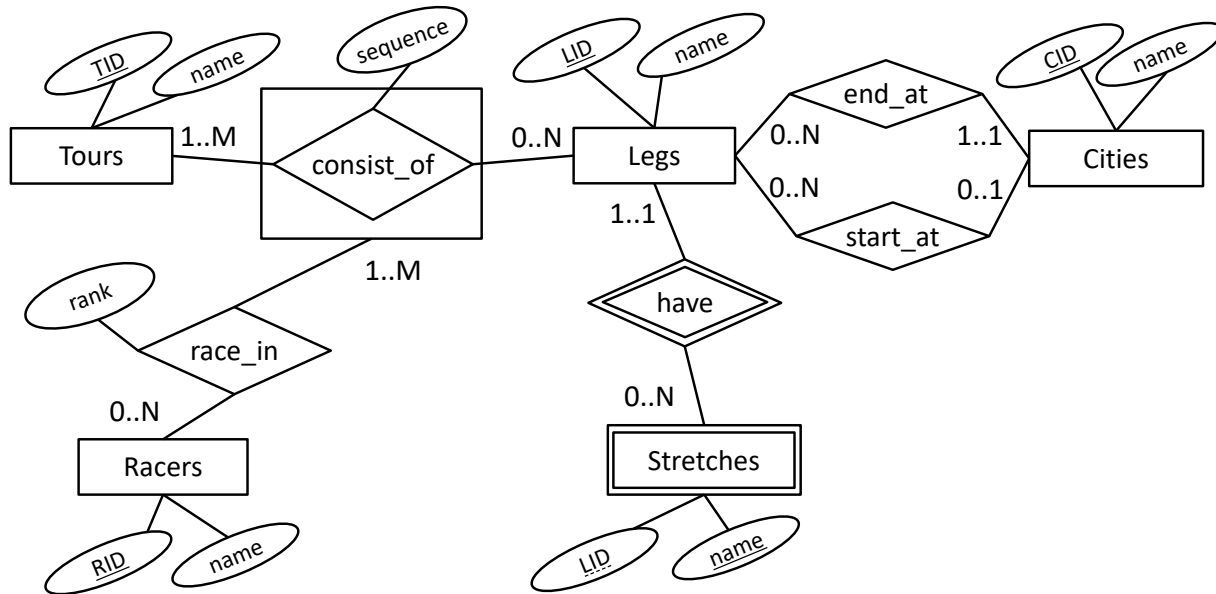 sequence
TID
name
LID
name
CID
name
end_at
1..M
0..N
0..N
1..1
Tours
consist_of
Legs
Cities
0..N
0..1
1..1
start_at
1..M
rank
have
race_in
0..N
0..N
Racers
Stretches
RID
name
LID
name